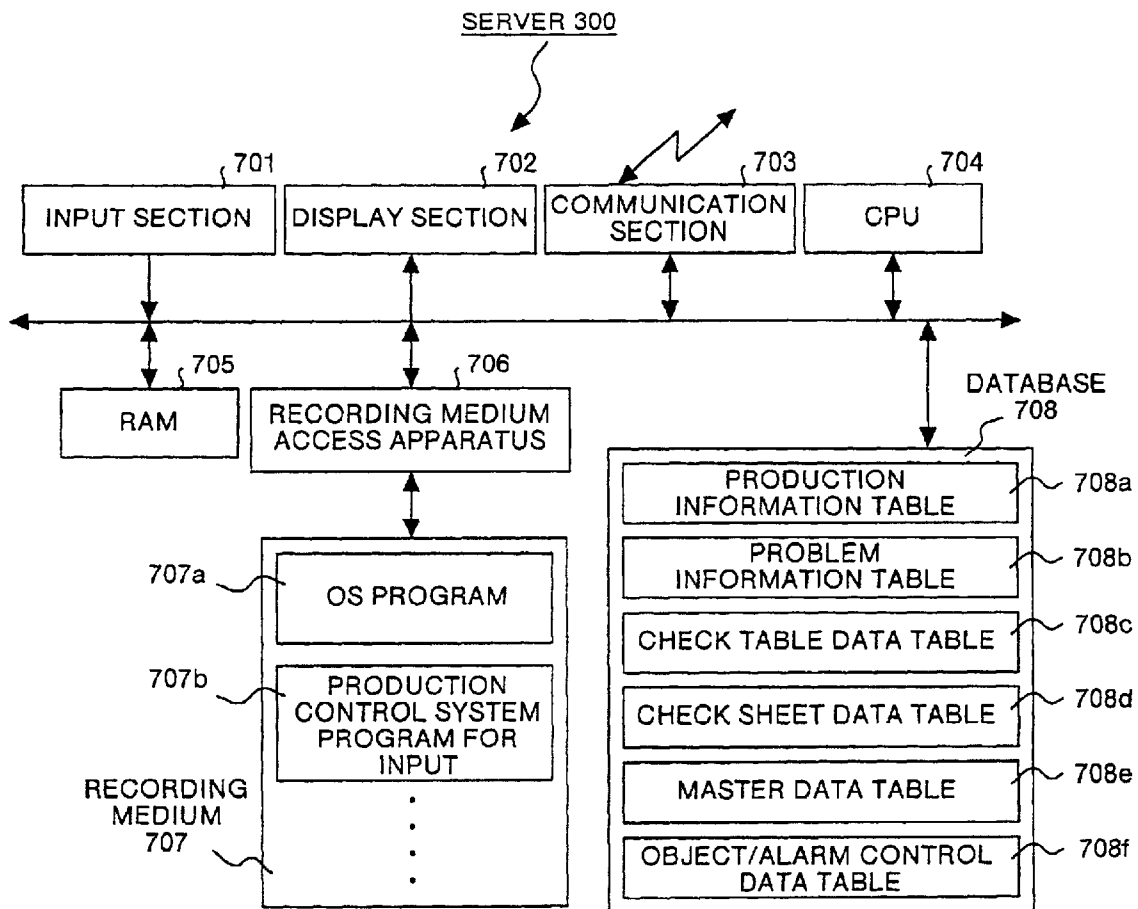 SERVER 300
701
702
703
704
INPUT SECTION
DISPLAY SECTION
COMMUNICATION
SECTION
CPU
705
706
RAM
RECORDING MEDIUM
ACCESS APPARATUS
DATABASE
708
PRODUCTION
INFORMATION TABLE
708a
PROBLEM
INFORMATION TABLE
708b
CHECK TABLE DATA TABLE
708c
CHECK SHEET DATA TABLE
708d
MASTER DATA TABLE
708e
OBJECT/ALARM CONTROL
DATA TABLE
708f
707a
OS PROGRAM
707b
PRODUCTION
CONTROL SYSTEM
PROGRAM FOR
INPUT
RECORDING
MEDIUM
707